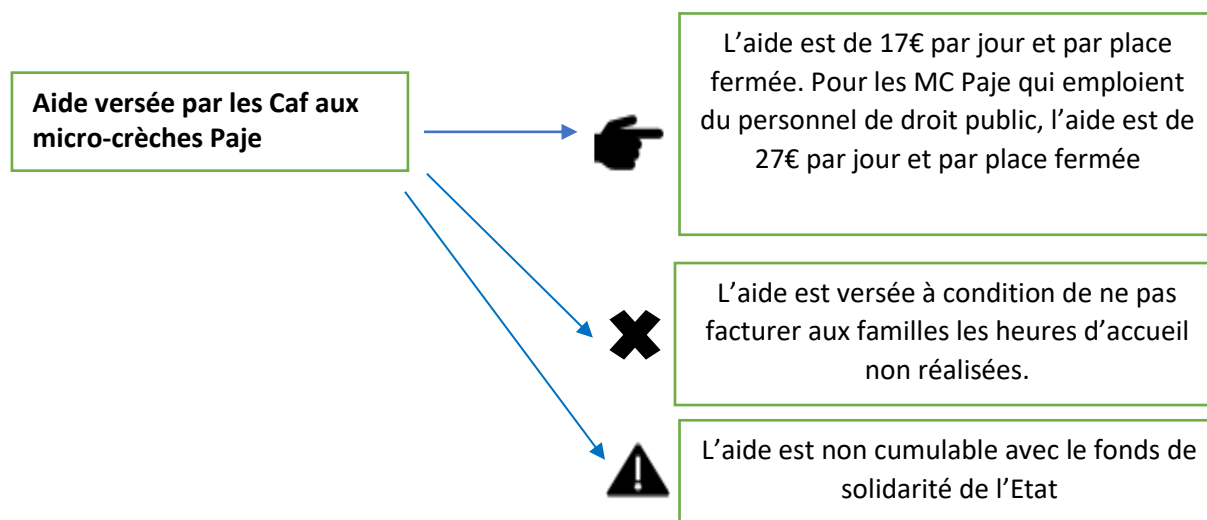 Aide versée par les Caf aux
micro-crèches Paje
L’aide est de 17€ par jour et par place
fermée. Pour les MC Paje qui emploient
du personnel de droit public, l’aide est de
27€ par jour et par place fermée
L’aide est versée à condition de ne pas
facturer aux familles les heures d’accueil
non réalisées.
L’aide est non cumulable avec le fonds de
solidarité de l’Etat